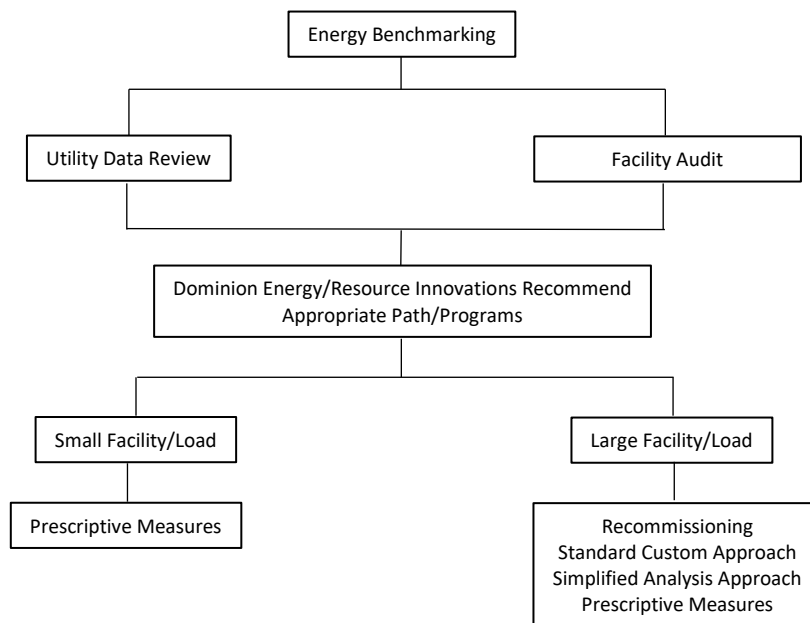 Energy Benchmarking
Utility Data Review
Facility Audit
Dominion Energy/Resource Innovations Recommend
Appropriate Path/Programs
Small Facility/Load
Large Facility/Load
Prescriptive Measures
Recommissioning
Standard Custom Approach
Simplified Analysis Approach
Prescriptive Measures